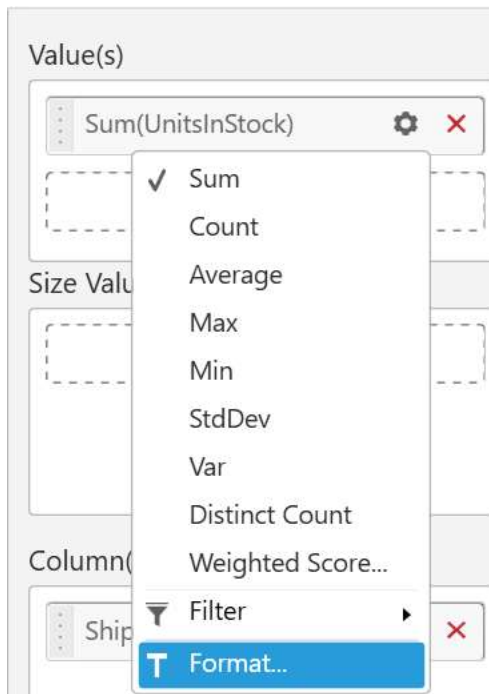 Value(s)
Sum(UnitsInStock)
Sum
Count
Average
Size Valu
Max
Min
StdDev
Var
Distinct Count
Column(
Weighted Score...
Filter
Ship
Format...